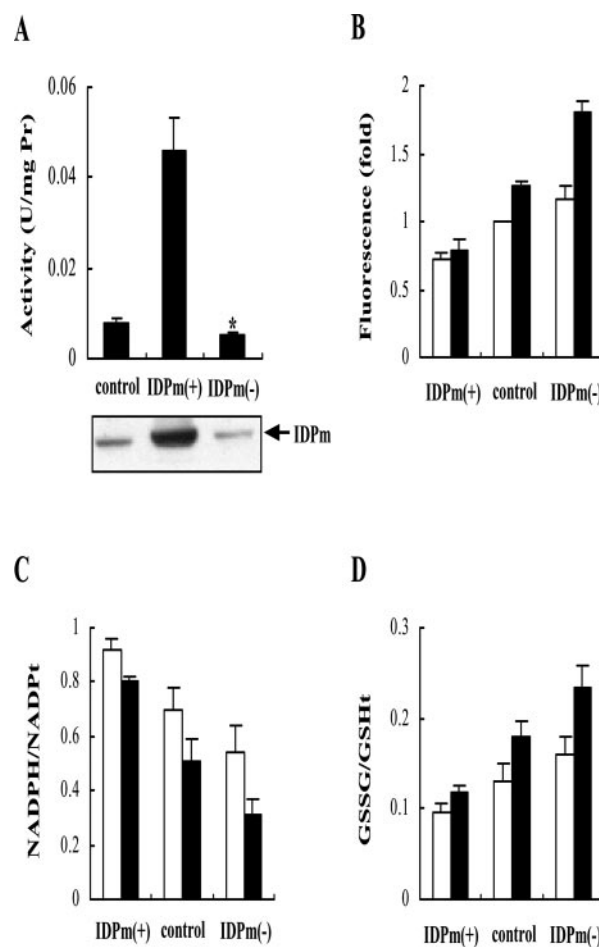 A
0.06
0.04
0.02
0
Activity (U/mg Pr)
*
control IDPm(+) IDPm(-)
IDPm
B
2
1.5
1
0.5
0
Fluorescence (fold)
IDPm(+) control IDPm(-)
C
1
0.8
0.6
0.4
0.2
0
NADPH/NADPt
IDPm(+) control IDPm(-)
D
0.3
0.2
0.1
0
GSSG/GSHt
IDPm(+) control IDPm(-)